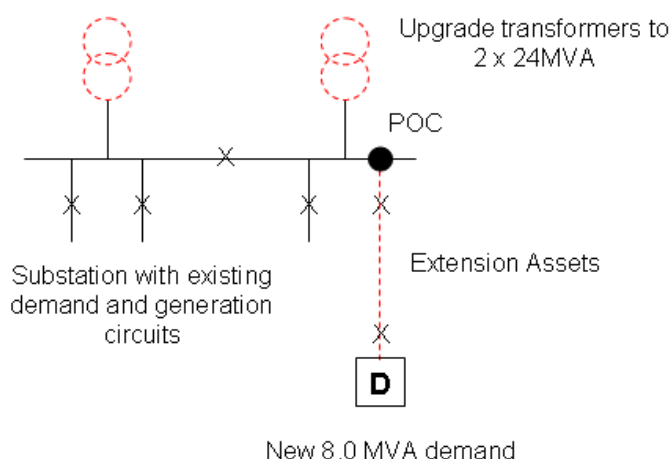 Upgrade transformers to
2 x 24MVA
POC
Extension Assets
Substation with existing
demand and generation
circuits
D
New 8.0 MVA demand